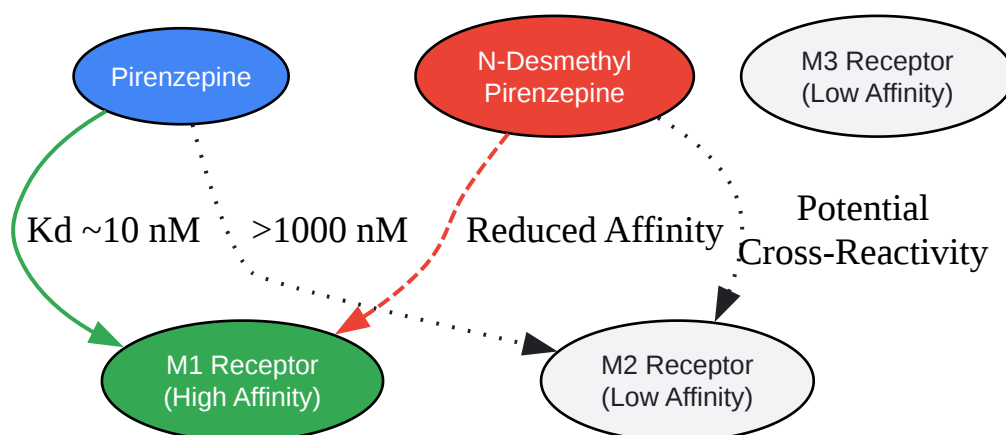 Pirenzepine
N-Desmethyl
Pirenzepine
M3 Receptor
(Low Affinity)
Kd ~10 nM
>1000 nM
Reduced Affinity
Potential
Cross-Reactivity
M1 Receptor
(High Affinity)
M2 Receptor
(Low Affinity)